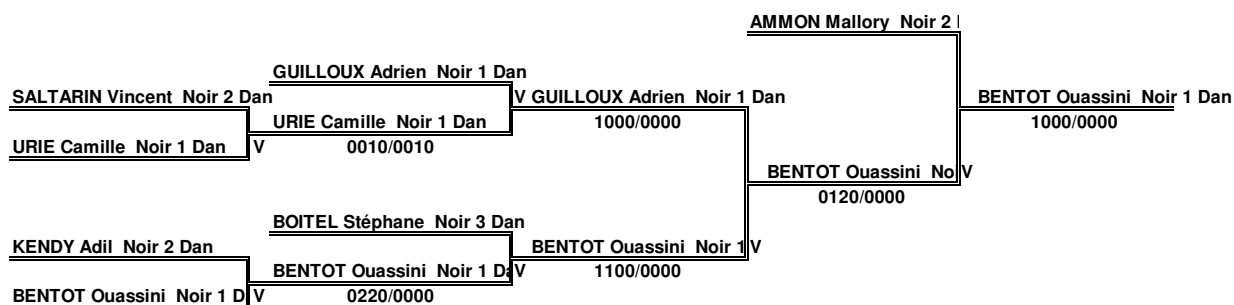 AMMON Mallory Noir 2
GUILLOUX Adrien Noir 1 Dan
SALTARIN Vincent Noir 2 Dan
V GUILLOUX Adrien Noir 1 Dan
BENTOT Ouassini Noir 1 Dan
URIE Camille Noir 1 Dan
1000/0000
1000/0000
URIE Camille Noir 1 Dan V
0010/0010
BENTOT Ouassini No V
0120/0000
BOITEL Stéphane Noir 3 Dan
KENDY Adil Noir 2 Dan
BENTOT Ouassini Noir 1 V
BENTOT Ouassini Noir 1 Da V
1100/0000
BENTOT Ouassini Noir 1 D V
0220/0000